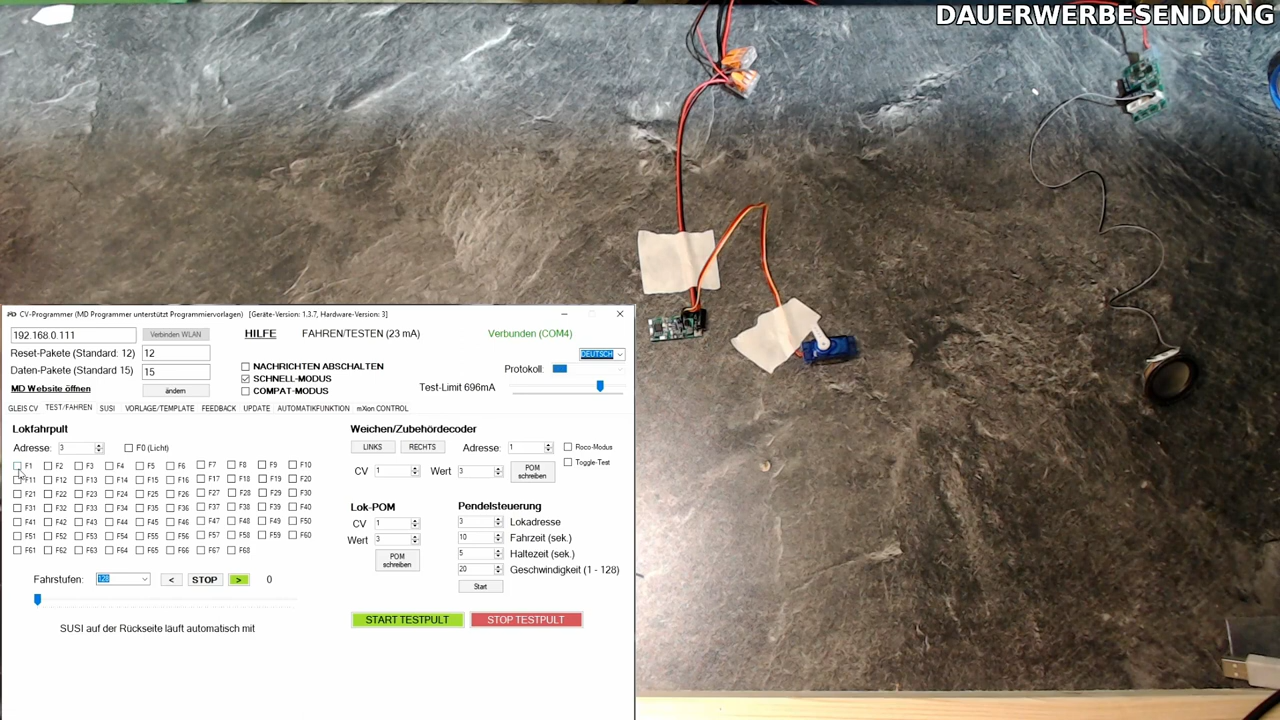 DAUERWERBESENDUNG
CV-Programmer (MD Programmer unterstützt Programmiervorlagen) [Geräte-Version: 1.3.7, Hardware-Version: 3]
192.168.0.111
Verbinden WLAN
HILFE
FAHREN/TESTEN (23 mA)
Verbunden (COM4)
Reset-Pakete (Standard: 12)
12
DEUTSCH
Daten-Pakete (Standard 15)
15
NACHRICHTEN ABSCHALTEN
Protokoll:
SCHNELL-MODUS
MD Website öffnen
ändern
COMPAT-MODUS
Test-Limit 696mA
GLEIS CV TEST/FAHREN SUSI VORLAGE/TEMPLATE FEEDBACK UPDATE AUTOMATIKFUNKTION mXion CONTROL
Lokfahrpult
Adresse: 3
F0 (Licht)
F1 F2 F3 F4 F5 F6 F7 F8 F9 F10
F11 F12 F13 F14 F15 F16 F17 F18 F19 F20
F21 F22 F23 F24 F25 F26 F27 F28 F29 F30
F31 F32 F33 F34 F35 F36 F37 F38 F39 F40
F41 F42 F43 F44 F45 F46 F47 F48 F49 F50
F51 F52 F53 F54 F55 F56 F57 F58 F59 F60
F61 F62 F63 F64 F65 F66 F67 F68
Fahrstufen: 128 < STOP > 0
SUSI auf der Rückseite läuft automatisch mit
Weichen/Zubehördecoder
LINKS RECHTS Adresse: 1
Roco-Modus
Toggle-Test
CV 1 Wert 3
POM
schreiben
Lok-POM
CV 1
Wert 3
POM
schreiben
Pendelsteuerung
3 Lokadresse
10 Fahrzeit (sek.)
5 Haltezeit (sek.)
20 Geschwindigkeit (1 - 128)
Start
START TESTPULT
STOP TESTPULT